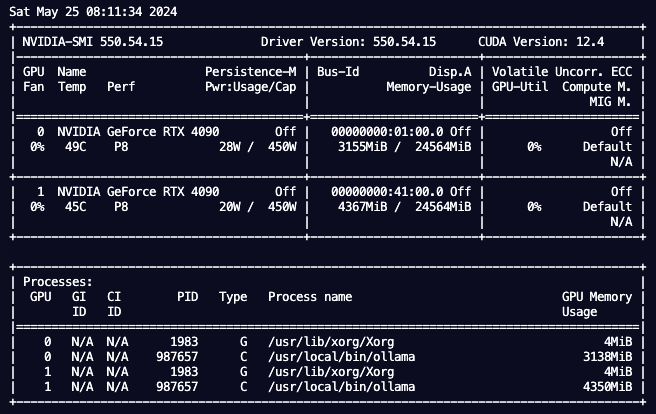 Sat May 25 08:11:34 2024
NVIDIA-SMI 550.54.15 Driver Version: 550.54.15 CUDA Version: 12.4
GPU Name Persistence-M | Bus-Id Disp.A | Volatile Uncorr. ECC
Fan Temp Perf Pwr:Usage/Cap | Memory-Usage | GPU-Util Compute M.
MIG M.
0 NVIDIA GeForce RTX 4090 Off | 00000000:01:00.0 Off | Off
0% 49C P8 28W / 450W | 3155MiB / 24564MiB | 0% Default
N/A
1 NVIDIA GeForce RTX 4090 Off | 00000000:41:00.0 Off | Off
0% 45C P8 20W / 450W | 4367MiB / 24564MiB | 0% Default
N/A
Processes:
GPU GI CI PID Type Process name GPU Memory
ID ID Usage
0 N/A N/A 1983 G /usr/lib/xorg/Xorg 4MiB
0 N/A N/A 987657 C /usr/local/bin/ollama 3138MiB
1 N/A N/A 1983 G /usr/lib/xorg/Xorg 4MiB
1 N/A N/A 987657 C /usr/local/bin/ollama 4350MiB